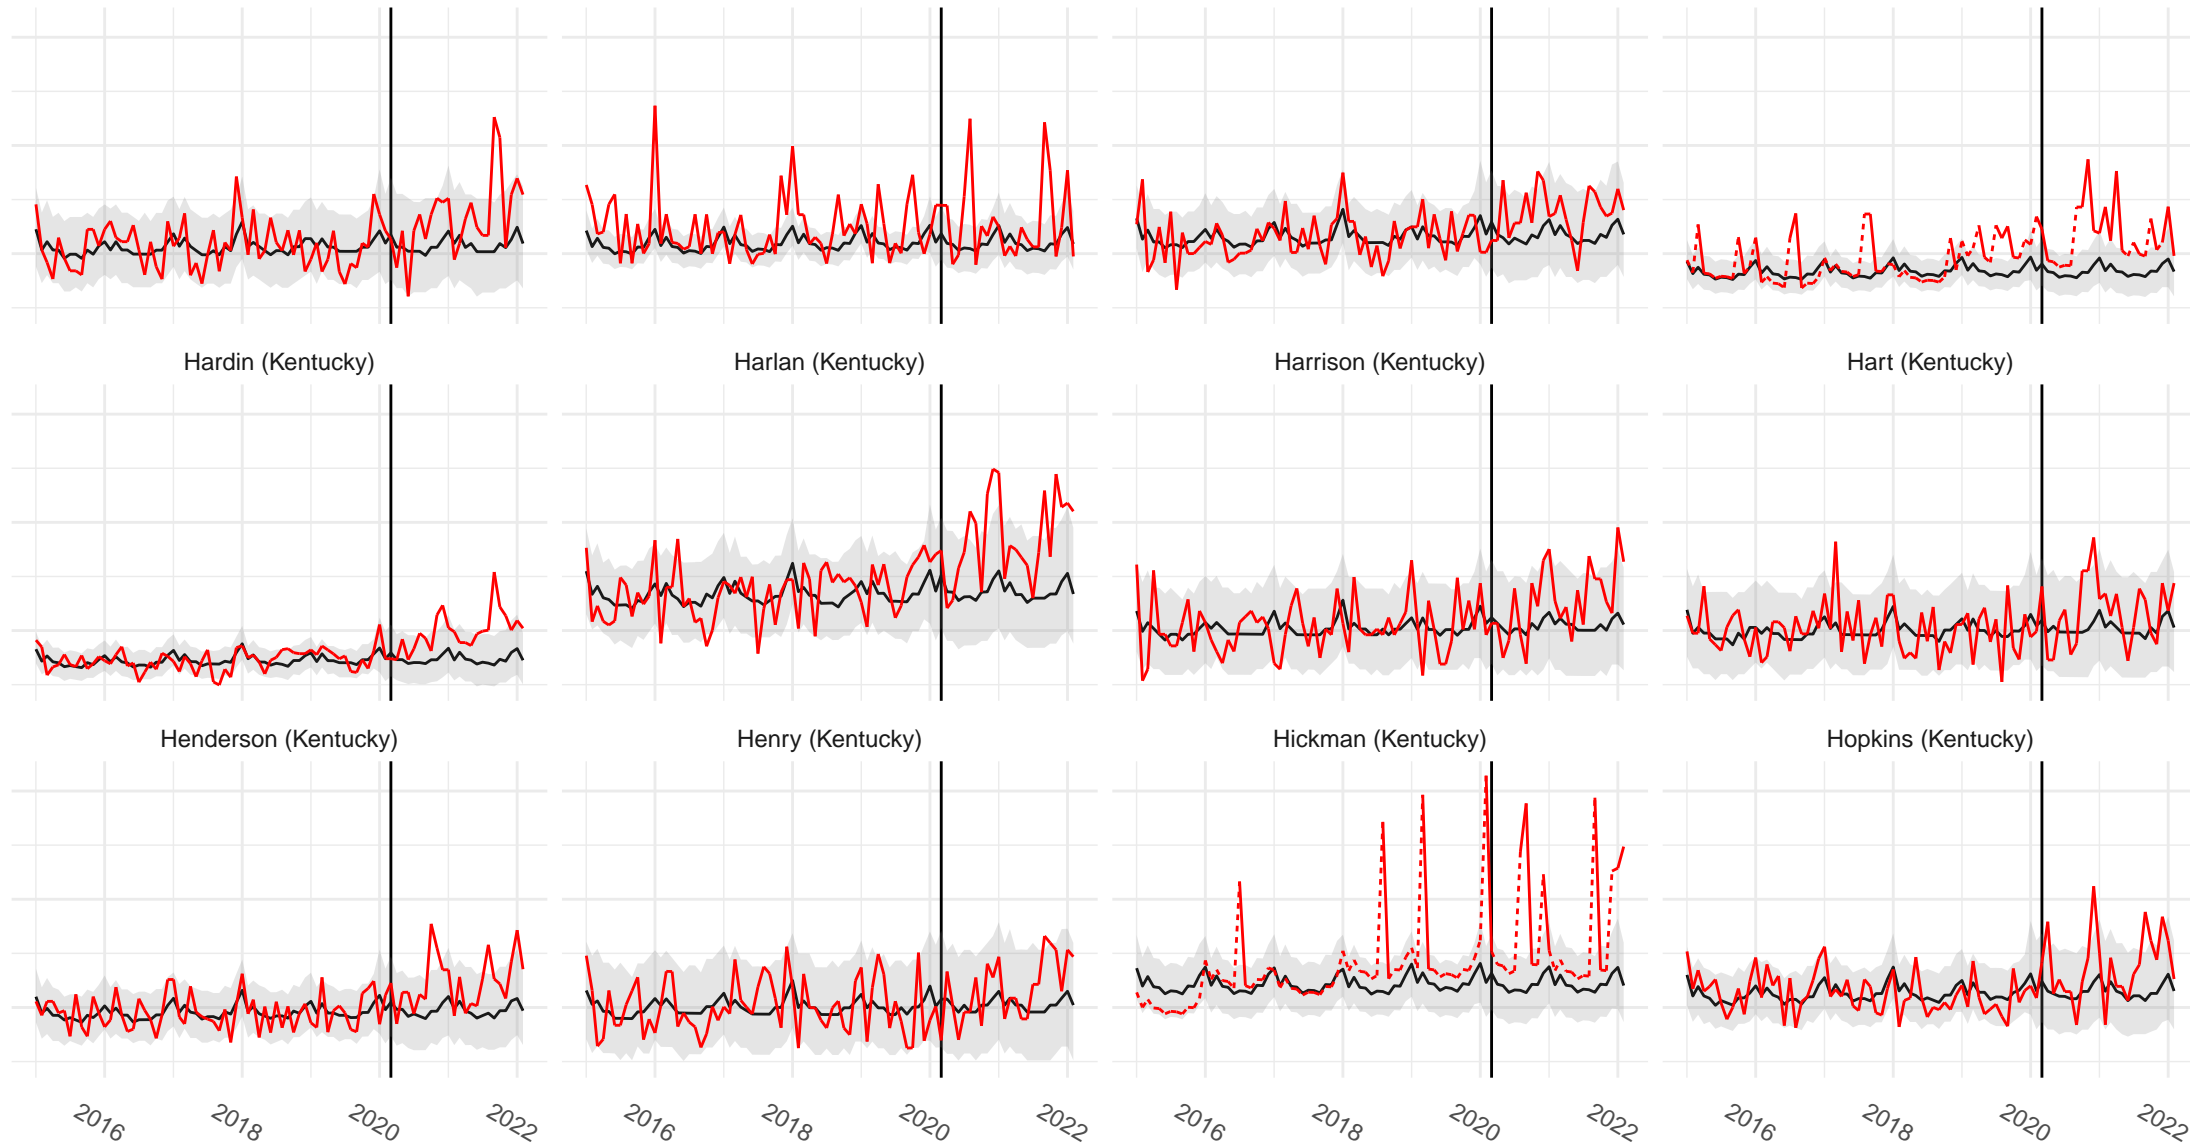 Hardin (Kentucky)
Harlan (Kentucky)
Harrison (Kentucky)
Hart (Kentucky)
Henderson (Kentucky)
Henry (Kentucky)
Hickman (Kentucky)
Hopkins (Kentucky)
2016
2018
2020
2022
2016
2018
2020
2022
2016
2018
2020
2022
2016
2018
2020
2022